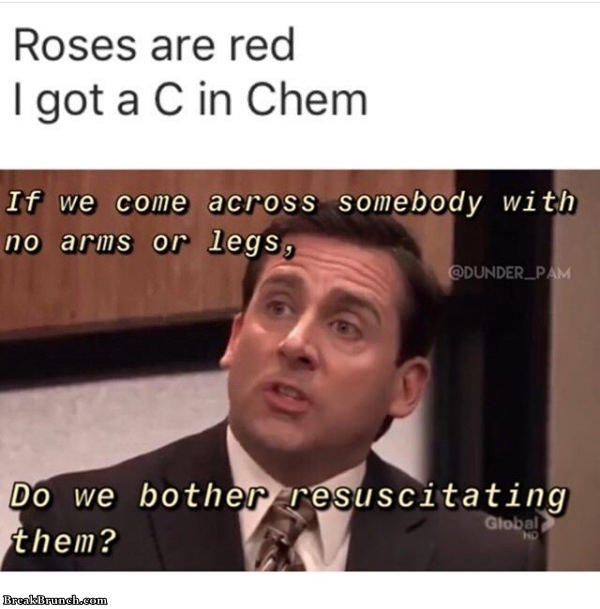 Roses are red
I got a C in Chem
If we come across somebody with
no arms or legs,
@DUNDER_PAM
Do we bother resuscitating
them?
Global
HD
BreakBrunch.com